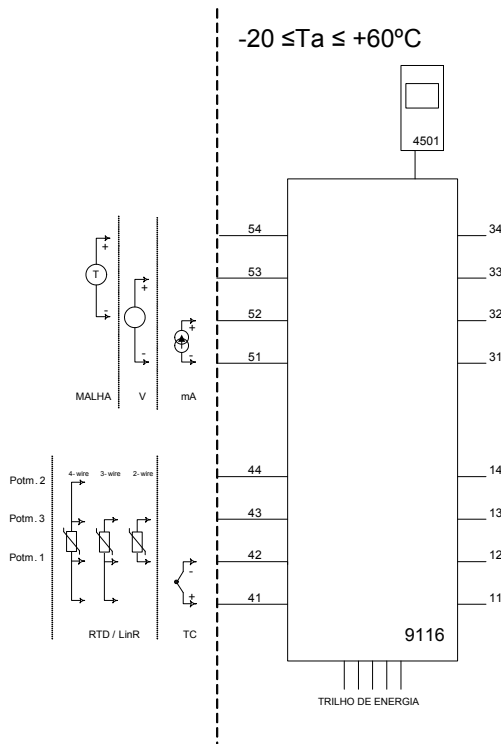 -20 ≤Ta ≤ +60ºC
4501
54 34
+
T
53 33
+
52 32
+
-
51 31
- -
MALHA V mA
44 14
4-wire 3-wire 2-wire
Potm. 2
43 13
Potm. 3
42 12
Potm. 1
-
+
41 11
RTD / LinR TC
9116
TRILHO DE ENERGIA